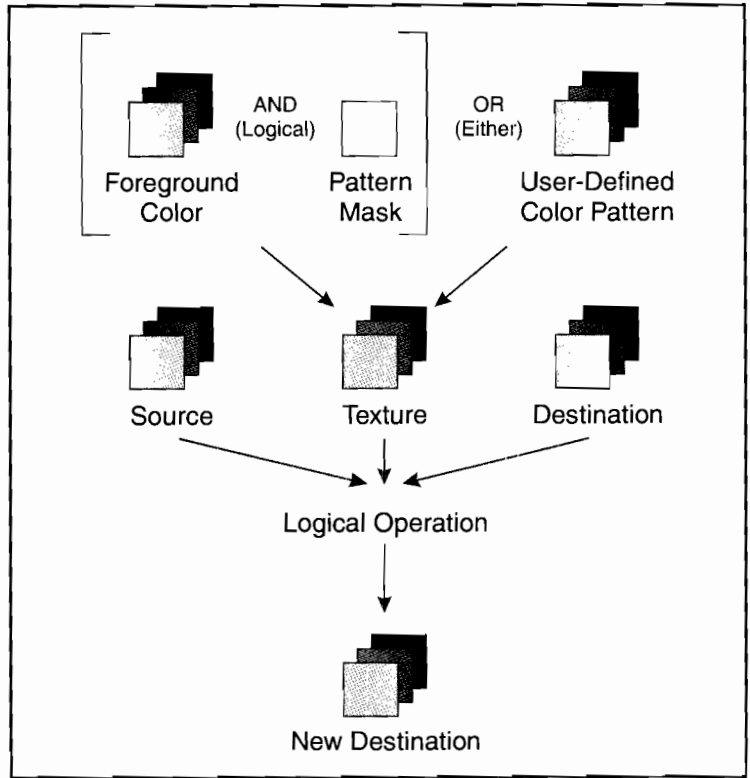 AND
(Logical)
OR
(Either)
Foreground
Color
Pattern
Mask
User-Defined
Color Pattern
Source
Texture
Destination
Logical Operation
New Destination